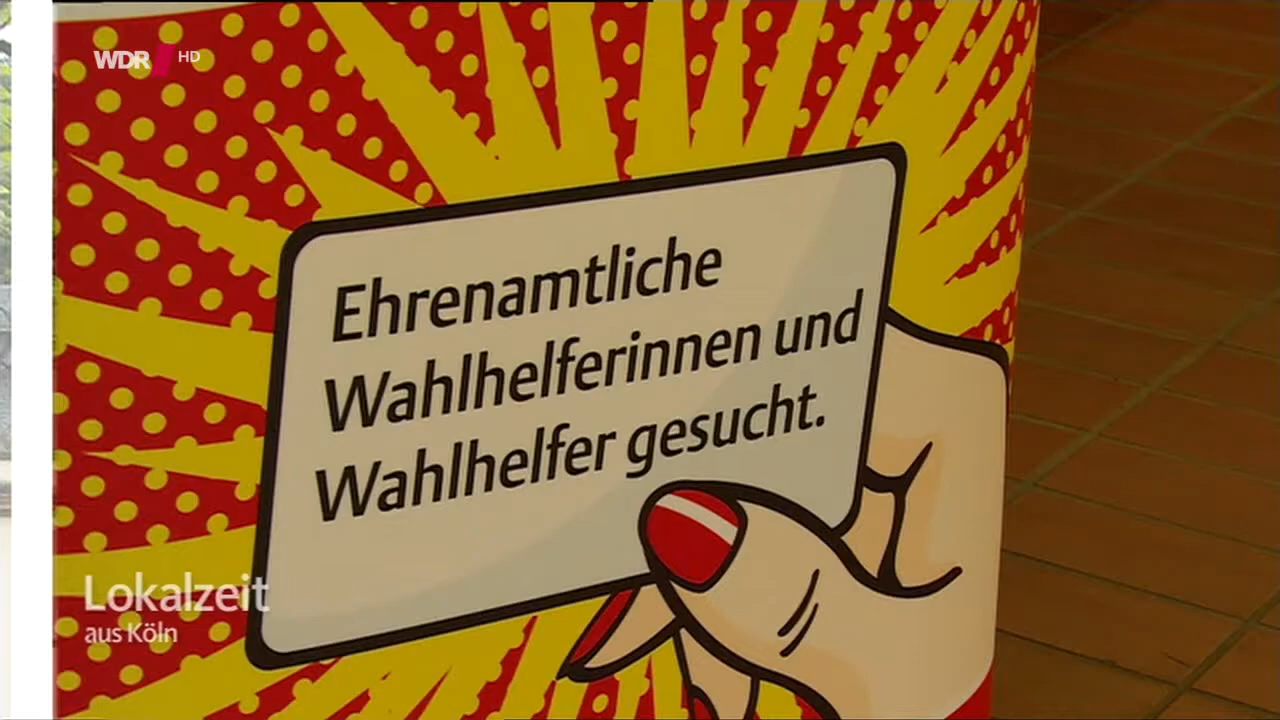 WDR HD
Ehrenamtliche
Wahlhelferinnen und
Wahlhelfer gesucht.
Lokalzeit
aus Köln